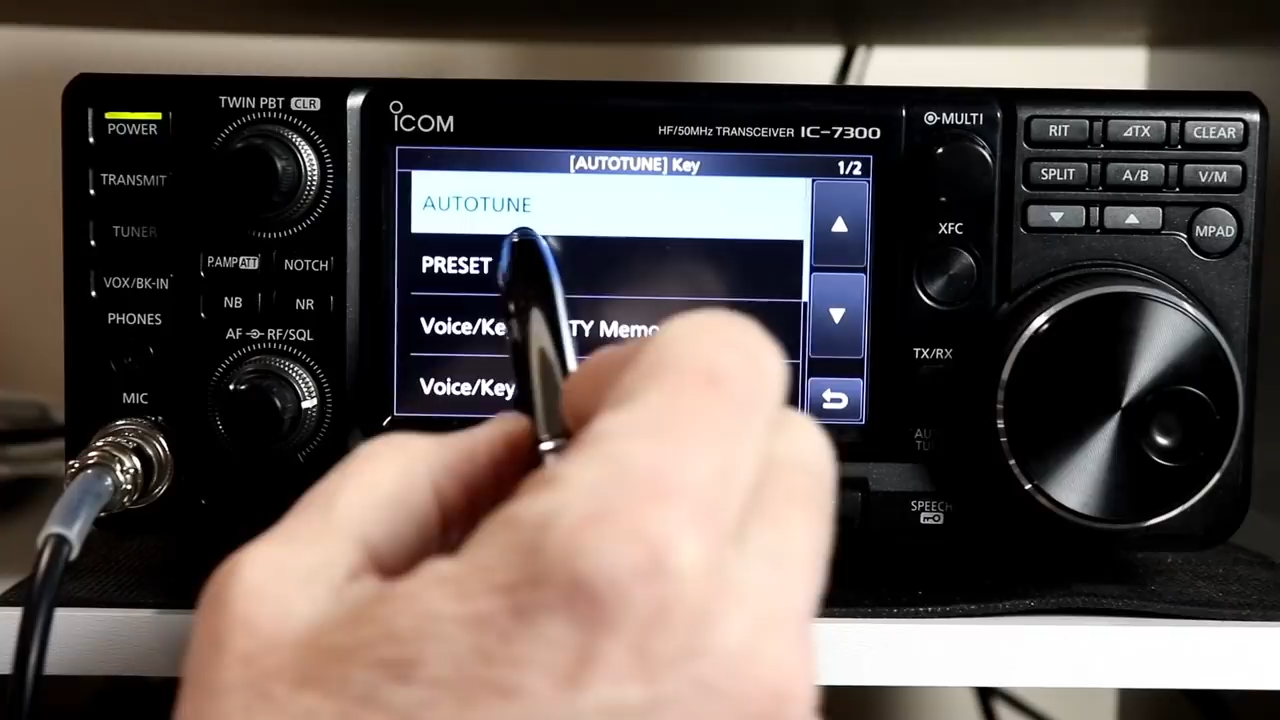 POWER
TRANSMIT
TUNER
VOX/BK-IN
PHONES
MIC
TWIN PBT CLR
P.AMP ATT
NOTCH
NB
NR
AF RF/SQL
ICOM
HF/50MHz TRANSCEIVER IC-7300
[AUTOTUNE] Key
1/2
AUTOTUNE
PRESET
Voice/Ke TY Memo
Voice/Key
MULTI
XFC
TX/RX
SPEECH
RIT
⊿TX
CLEAR
SPLIT
A/B
V/M
MPAD